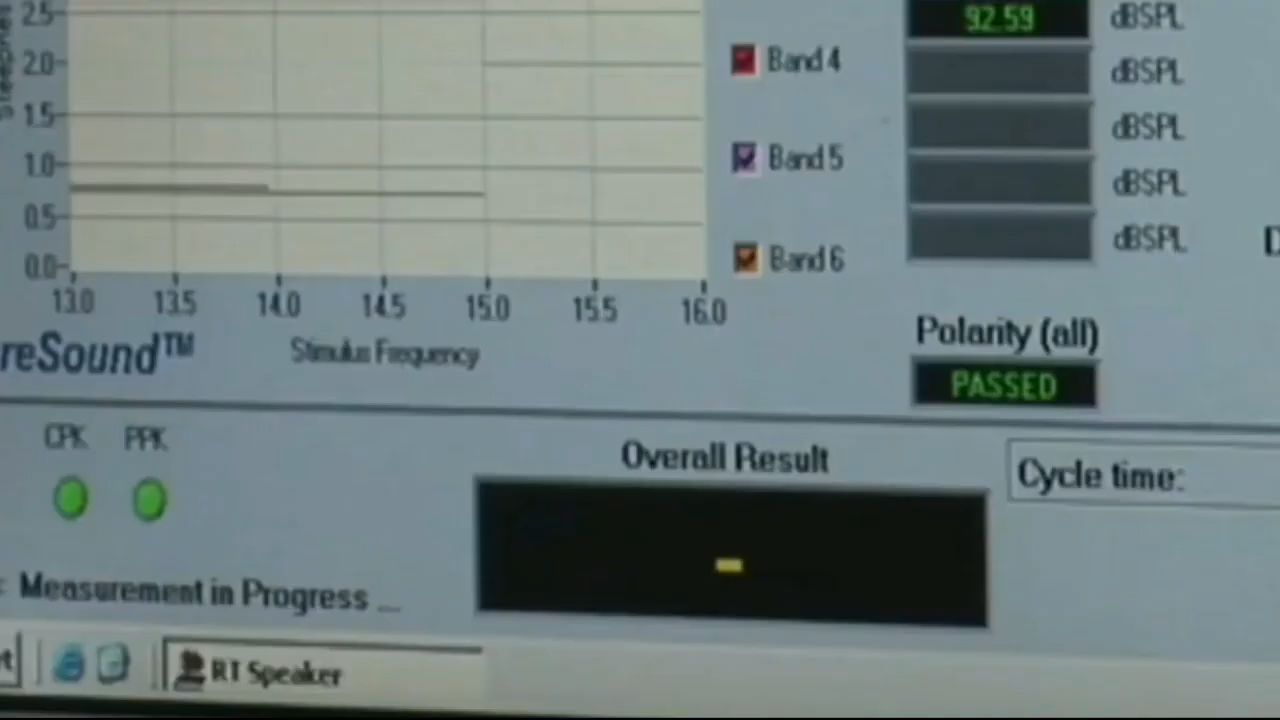 2.5
92.59 dBSPL
2.0 Band 4 dBSPL
1.5 dBSPL
1.0 Band 5 dBSPL
0.5 dBSPL
0.0 Band 6
13.0 13.5 14.0 14.5 15.0 15.5 16.0
reSound™ Stimulus Frequency
Polarity (all)
PASSED
CPK PPK
Overall Result
Cycle time:
-
: Measurement in Progress ...
RT Speaker